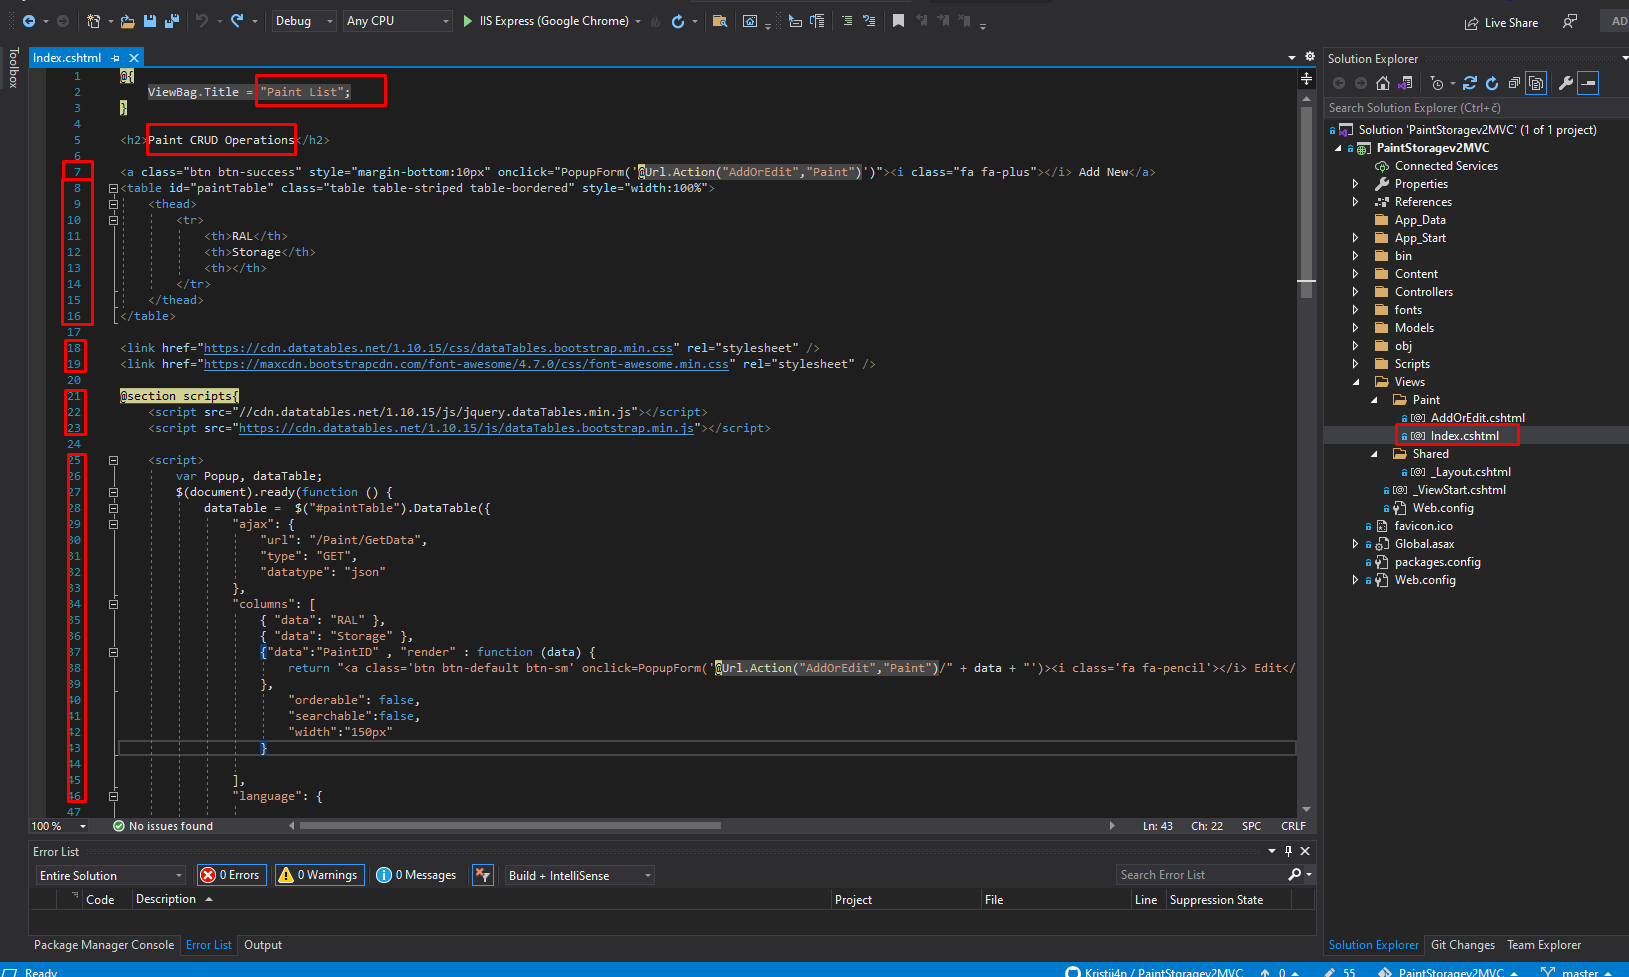 Debug
Any CPU
IIS Express (Google Chrome)
Live Share
AD
Toolbox
Index.cshtml
1 @{
2 ViewBag.Title = "Paint List";
3 }
4
5 <h2>Paint CRUD Operations</h2>
6
7 <a class="btn btn-success" style="margin-bottom:10px" onclick="PopupForm('@Url.Action("AddOrEdit","Paint")')"><i class="fa fa-plus"></i> Add New</a>
8 <table id="paintTable" class="table table-striped table-bordered" style="width:100%">
9 <thead>
10 <tr>
11 <th>RAL</th>
12 <th>Storage</th>
13 <th></th>
14 </tr>
15 </thead>
16 </table>
17
18 <link href="https://cdn.datatables.net/1.10.15/css/dataTables.bootstrap.min.css" rel="stylesheet" />
19 <link href="https://maxcdn.bootstrapcdn.com/font-awesome/4.7.0/css/font-awesome.min.css" rel="stylesheet" />
20
21 @section scripts{
22 <script src="//cdn.datatables.net/1.10.15/js/jquery.dataTables.min.js"></script>
23 <script src="https://cdn.datatables.net/1.10.15/js/dataTables.bootstrap.min.js"></script>
24
25 <script>
26 var Popup, dataTable;
27 $(document).ready(function () {
28 dataTable = $("#paintTable").DataTable({
29 "ajax": {
30 "url": "/Paint/GetData",
31 "type": "GET",
32 "datatype": "json"
33 },
34 "columns": [
35 { "data": "RAL" },
36 { "data": "Storage" },
37 {"data":"PaintID" , "render" : function (data) {
38 return "<a class='btn btn-default btn-sm' onclick=PopupForm('@Url.Action("AddOrEdit","Paint")/" + data + "')><i class='fa fa-pencil'></i> Edit</
39 },
40 "orderable": false,
41 "searchable":false,
42 "width":"150px"
43 }
44
45 ],
46 "language": {
47
100 %
No issues found
Ln: 43 Ch: 22 SPC CRLF
Error List
Entire Solution
0 Errors
0 Warnings
0 Messages
Build + IntelliSense
Search Error List
Code Description Project File Line Suppression State
Package Manager Console Error List Output
Solution Explorer
Search Solution Explorer (Ctrl+č)
Solution 'PaintStoragev2MVC' (1 of 1 project)
PaintStoragev2MVC
Connected Services
Properties
References
App_Data
App_Start
bin
Content
Controllers
fonts
Models
obj
Scripts
Views
Paint
AddOrEdit.cshtml
Index.cshtml
Shared
_Layout.cshtml
_ViewStart.cshtml
Web.config
favicon.ico
Global.asax
packages.config
Web.config
Solution Explorer Git Changes Team Explorer
Ready
Kristij4n / PaintStoragev2MVC 0 55 PaintStoragev2MVC master